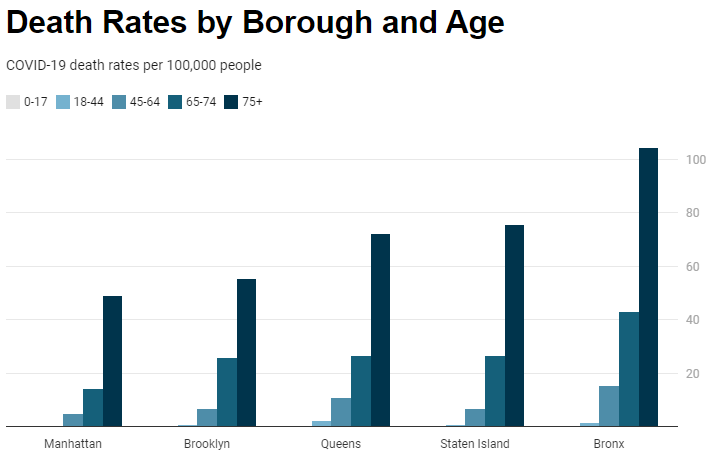 Death Rates by Borough and Age
COVID-19 death rates per 100,000 people
0-17 18-44 45-64 65-74 75+
100
80
60
40
20
Manhattan Brooklyn Queens Staten Island Bronx